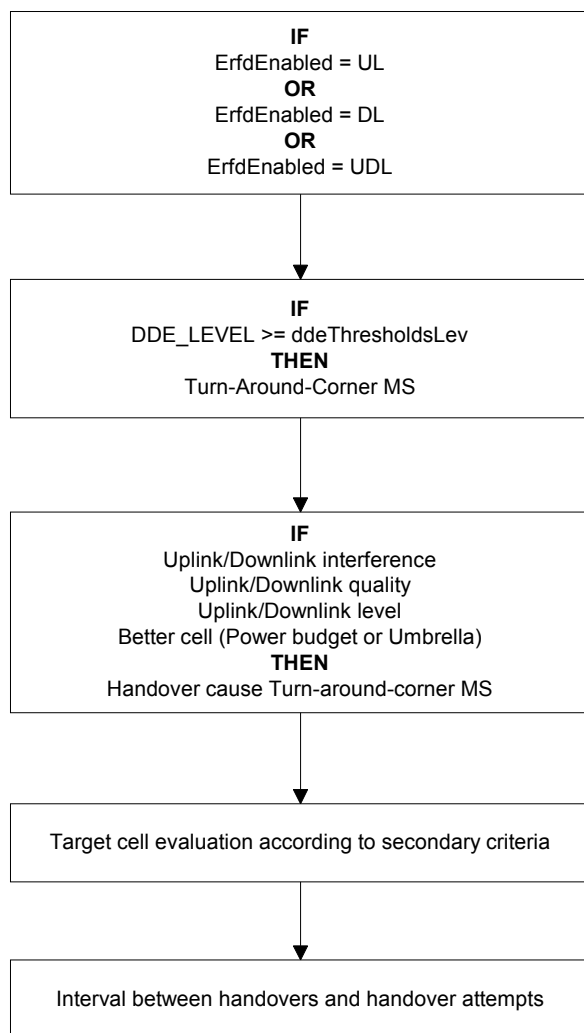 IF
ErfdEnabled = UL
OR
ErfdEnabled = DL
OR
ErfdEnabled = UDL
IF
DDE_LEVEL >= ddeThresholdsLev
THEN
Turn-Around-Corner MS
IF
Uplink/Downlink interference
Uplink/Downlink quality
Uplink/Downlink level
Better cell (Power budget or Umbrella)
THEN
Handover cause Turn-around-corner MS
Target cell evaluation according to secondary criteria
Interval between handovers and handover attempts